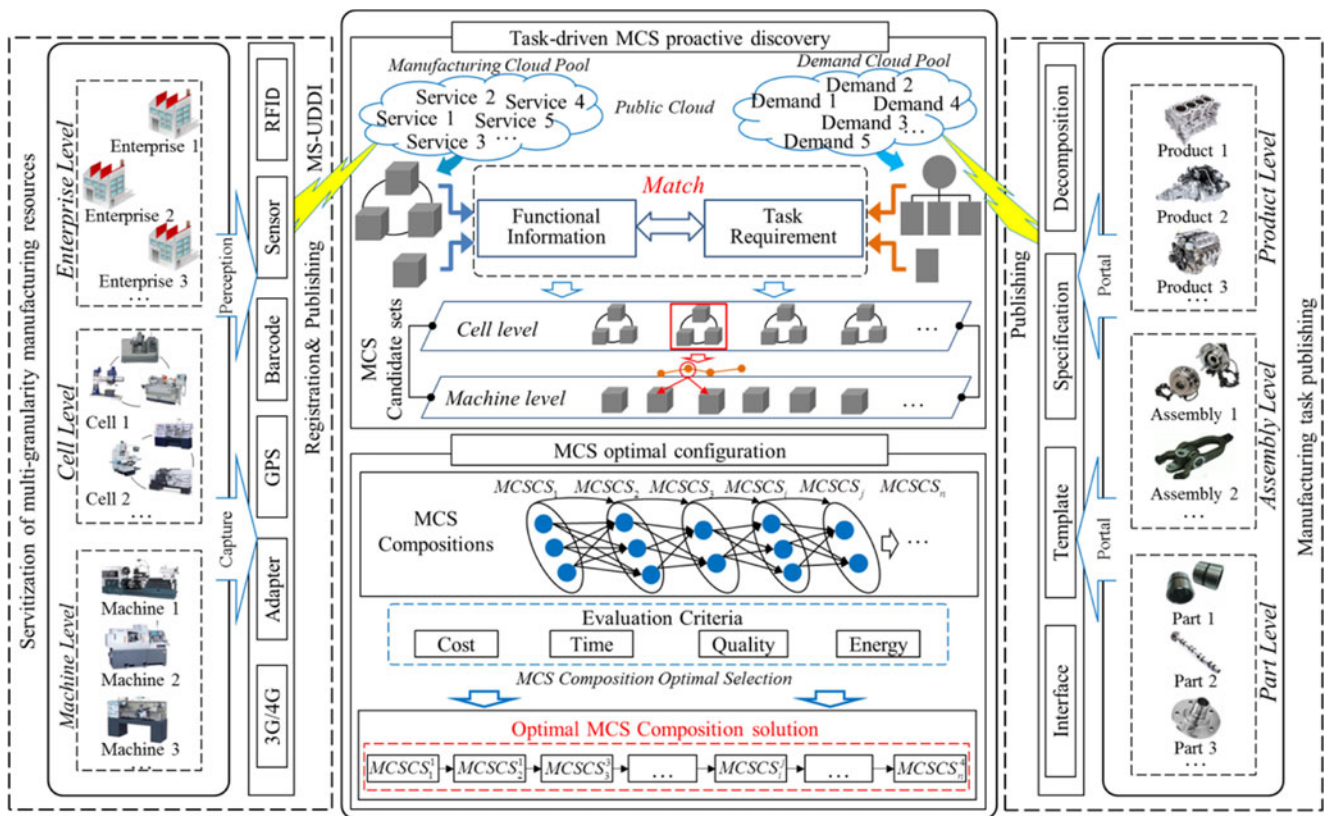 Servitization of multi-granularity manufacturing resources
Enterprise Level
Enterprise 1
Enterprise 2
Enterprise 3
...
Cell Level
Cell 1
Cell 2
...
Machine Level
Machine 1
Machine 2
Machine 3
...
Perception
Capture
RFID
Sensor
Barcode
GPS
Adapter
3G/4G
MS-UDDI
Registration& Publishing
Task-driven MCS proactive discovery
Manufacturing Cloud Pool
Service 2
Service 4
Service 1
Service 5
Service 3
...
Public Cloud
Demand Cloud Pool
Demand 2
Demand 1
Demand 4
Demand 3
...
Demand 5
Match
Functional
Information
Task
Requirement
MCS
Candidate sets
Cell level
...
Machine level
...
MCS optimal configuration
MCSCS₁ MCSCS₂ MCSCS₃ MCSCSᵢ MCSCSⱼ MCSCSₙ
MCS
Compositions
...
Evaluation Criteria
Cost Time Quality Energy
MCS Composition Optimal Selection
Optimal MCS Composition solution
MCSCS₁¹ MCSCS₂¹ MCSCS₃³ ... MCSCSᵢʲ ... MCSCSₙ⁴
Publishing
Decomposition
Specification
Template
Interface
Portal
Portal
Product 1
Product 2
Product 3
...
Product Level
Assembly 1
Assembly 2
...
Assembly Level
Part 1
Part 2
Part 3
...
Part Level
Manufacturing task publishing